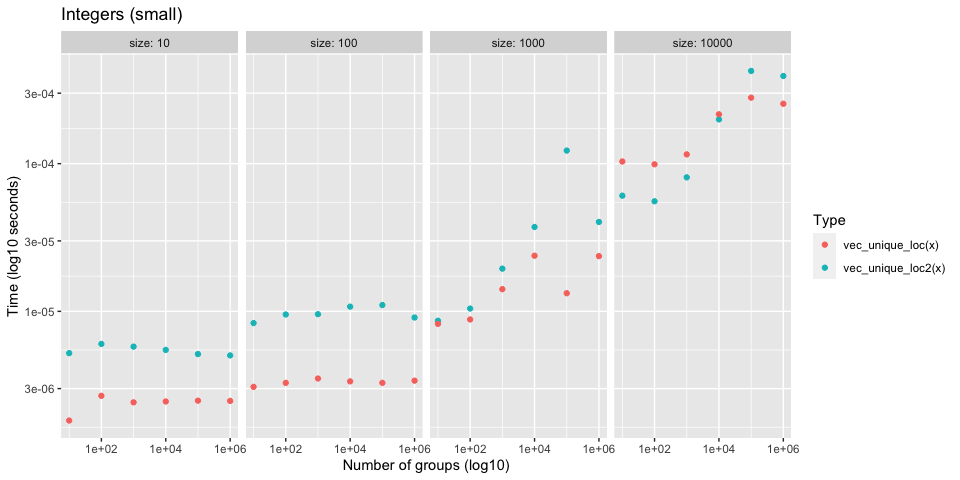 Integers (small)
size: 10
size: 100
size: 1000
size: 10000
Time (log10 seconds)
3e-04
1e-04
3e-05
1e-05
3e-06
1e+02 1e+04 1e+06
1e+02 1e+04 1e+06
1e+02 1e+04 1e+06
1e+02 1e+04 1e+06
Number of groups (log10)
Type
vec_unique_loc(x)
vec_unique_loc2(x)